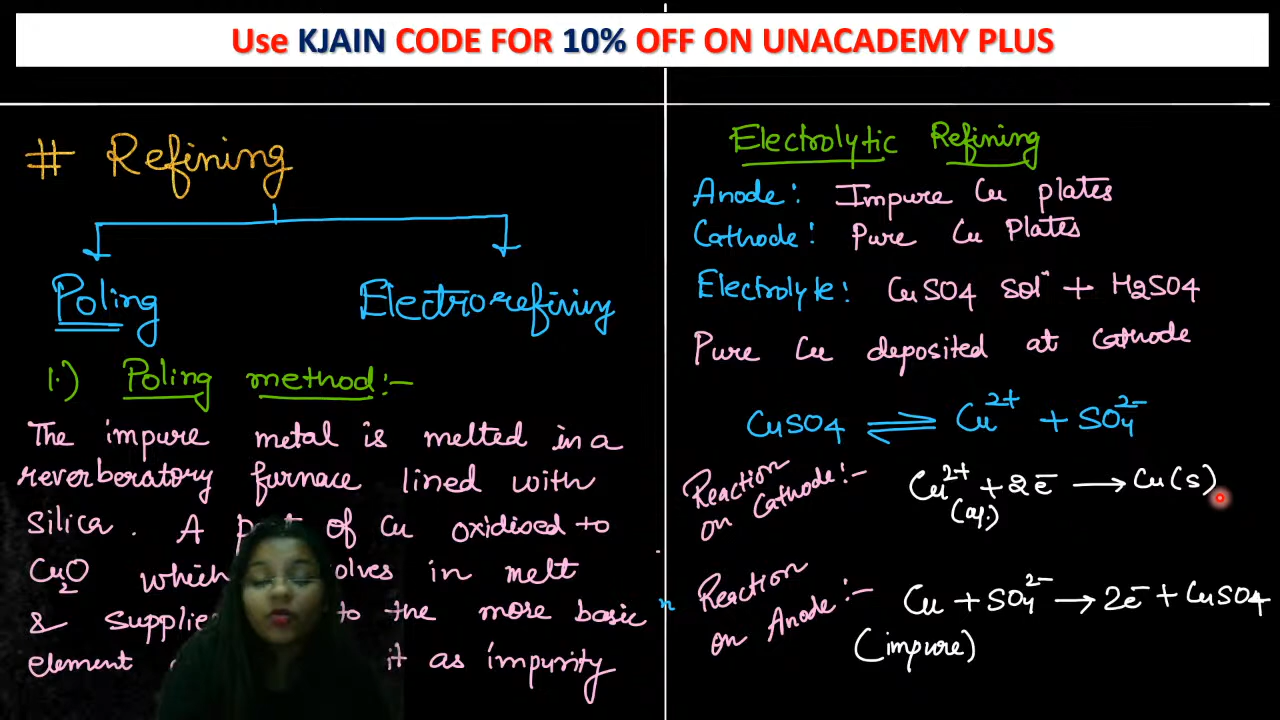 Use KJAIN CODE FOR 10% OFF ON UNACADEMY PLUS
# Refining
Poling
Electrorefining
1.) Poling method:-
The impure metal is melted in a
reverberatory furnace lined with
Silica. A of Cu oxidised to
Cu2O which in melt
& to the more basic
element it as impurity
Electrolytic Refining
Anode: Impure Cu plates
Cathode: Pure Cu Plates
Electrolyte: CuSO4 solⁿ + H2SO4
Pure Cu deposited at cathode
CuSO4 ⇌ Cu²⁺ + SO4²⁻
Reaction on Cathode:- Cu²⁺ + 2e⁻ → Cu(s)
(aq.)
Reaction on Anode:- Cu + SO4²⁻ → 2e⁻ + CuSO4
(impure)